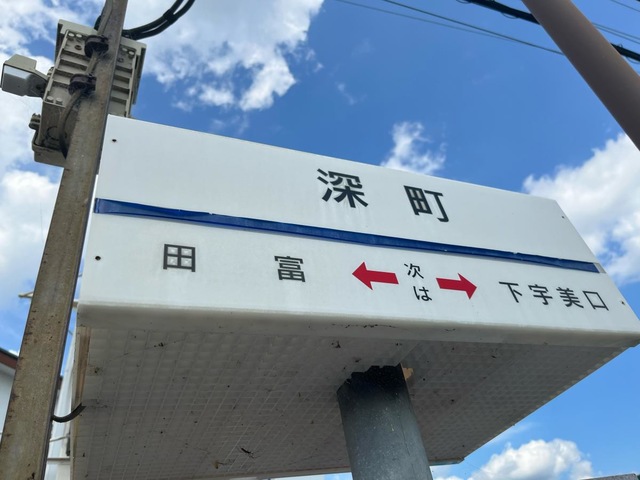 深町
田富 ← 次は → 下宇美口